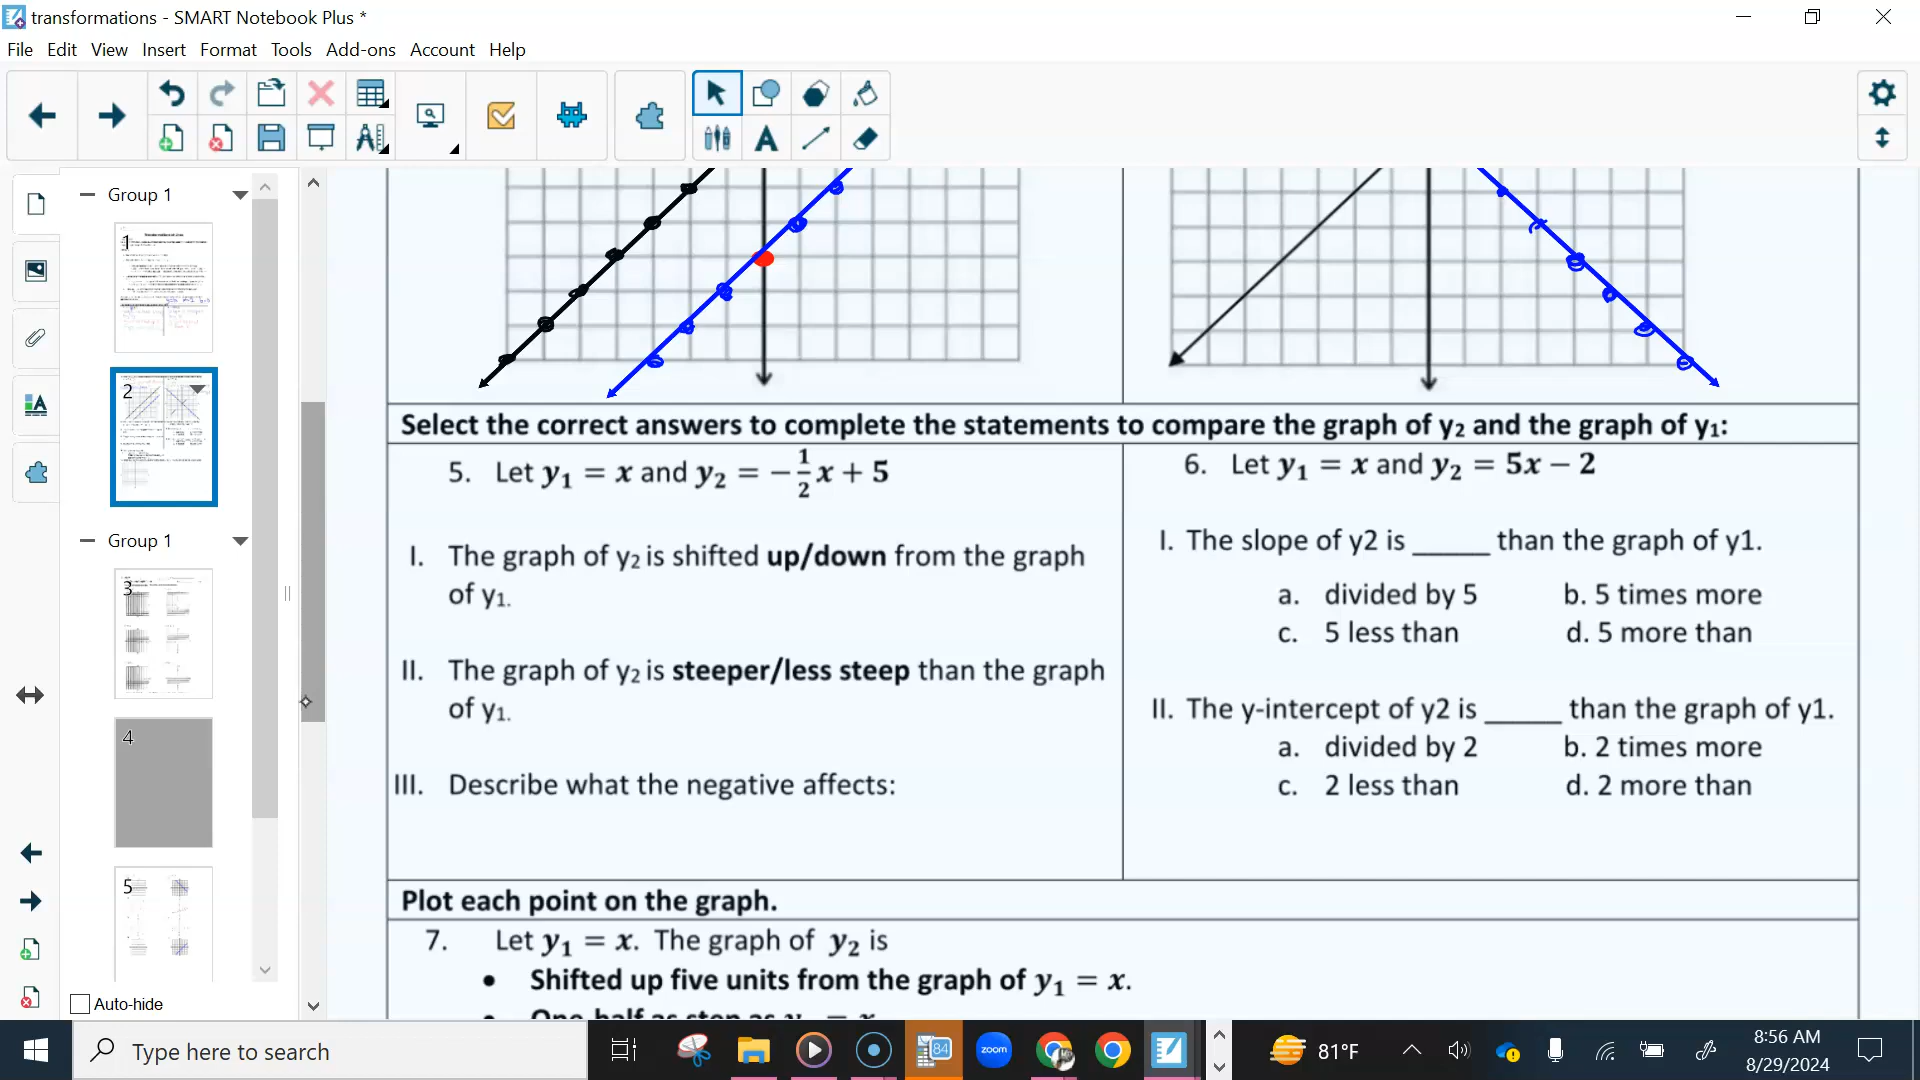 transformations - SMART Notebook Plus *
File Edit View Insert Format Tools Add-ons Account Help
Group 1
1
2
Group 1
3
4
5
Auto-hide
Select the correct answers to complete the statements to compare the graph of y₂ and the graph of y₁:
5. Let y₁ = x and y₂ = −½x + 5
I. The graph of y₂ is shifted up/down from the graph
of y₁.
II. The graph of y₂ is steeper/less steep than the graph
of y₁.
III. Describe what the negative affects:
6. Let y₁ = x and y₂ = 5x − 2
I. The slope of y2 is _____ than the graph of y1.
a. divided by 5 b. 5 times more
c. 5 less than d. 5 more than
II. The y-intercept of y2 is _____ than the graph of y1.
a. divided by 2 b. 2 times more
c. 2 less than d. 2 more than
Plot each point on the graph.
7. Let y₁ = x. The graph of y₂ is
• Shifted up five units from the graph of y₁ = x.
Type here to search
84
zoom
81°F
8:56 AM
8/29/2024